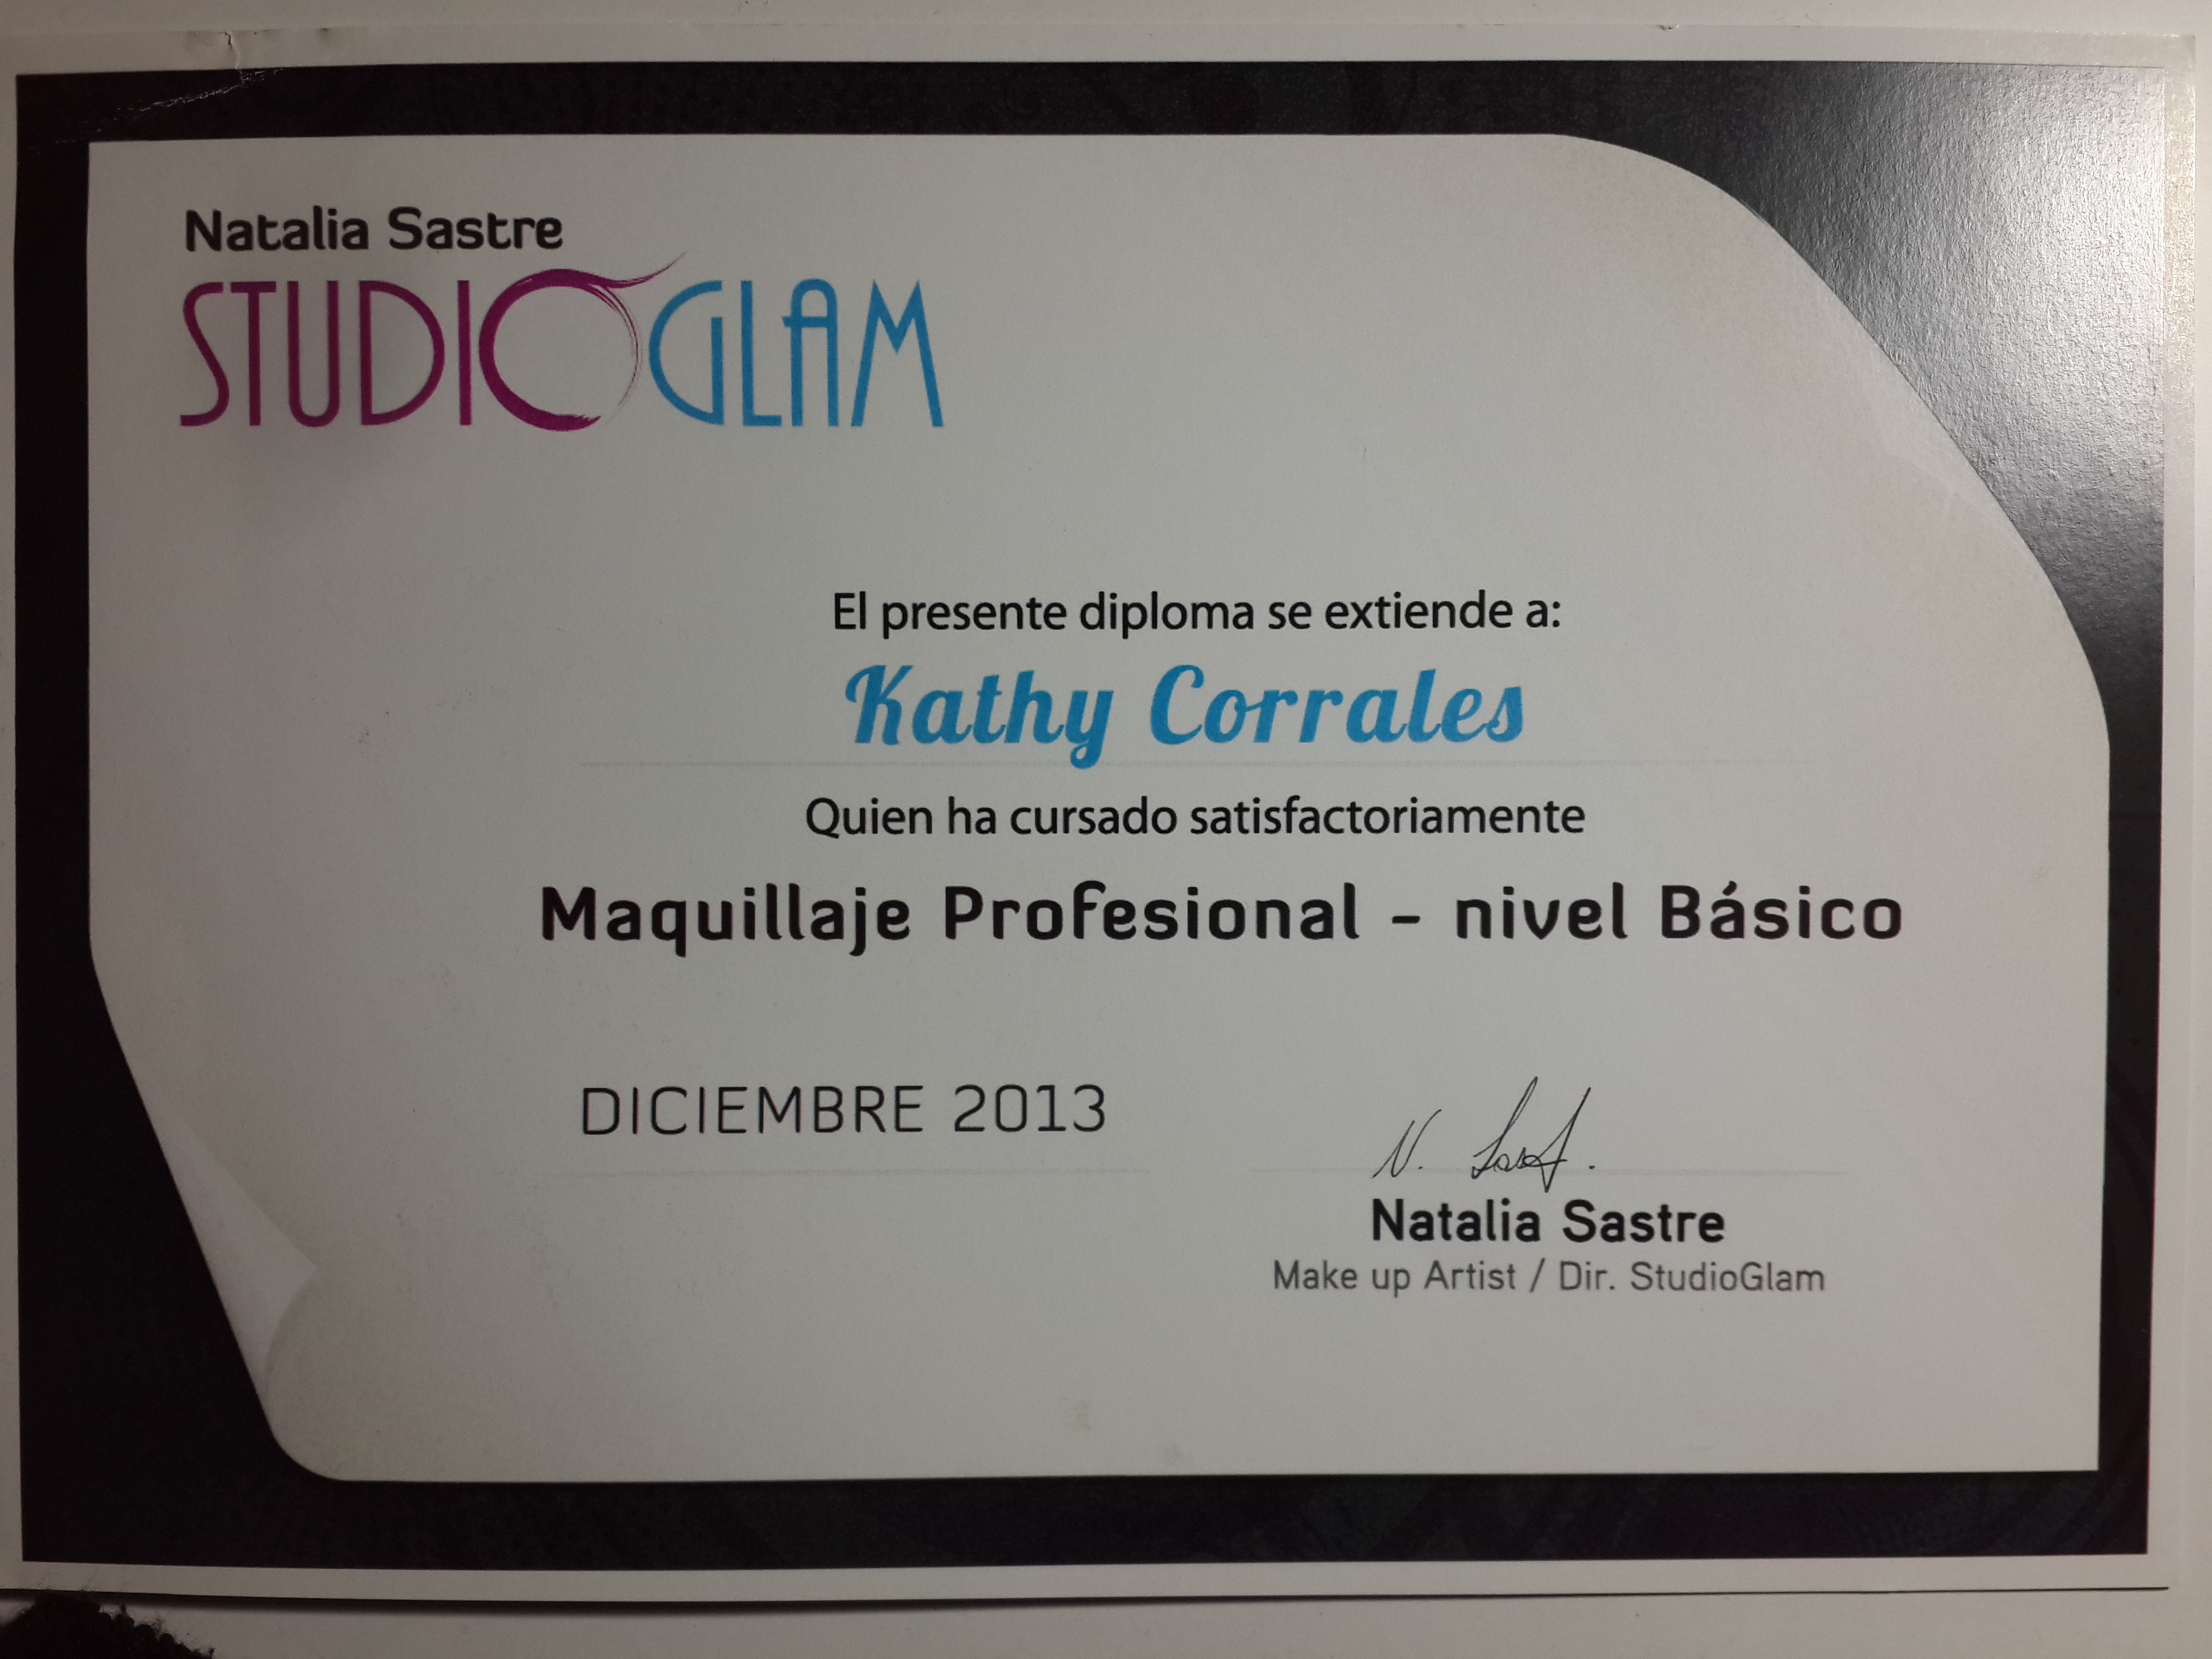 Natalia Sastre
STUDIOGLAM
El presente diploma se extiende a:
Kathy Corrales
Quien ha cursado satisfactoriamente
Maquillaje Profesional - nivel Básico
DICIEMBRE 2013
N. Sast.
Natalia Sastre
Make up Artist / Dir. StudioGlam